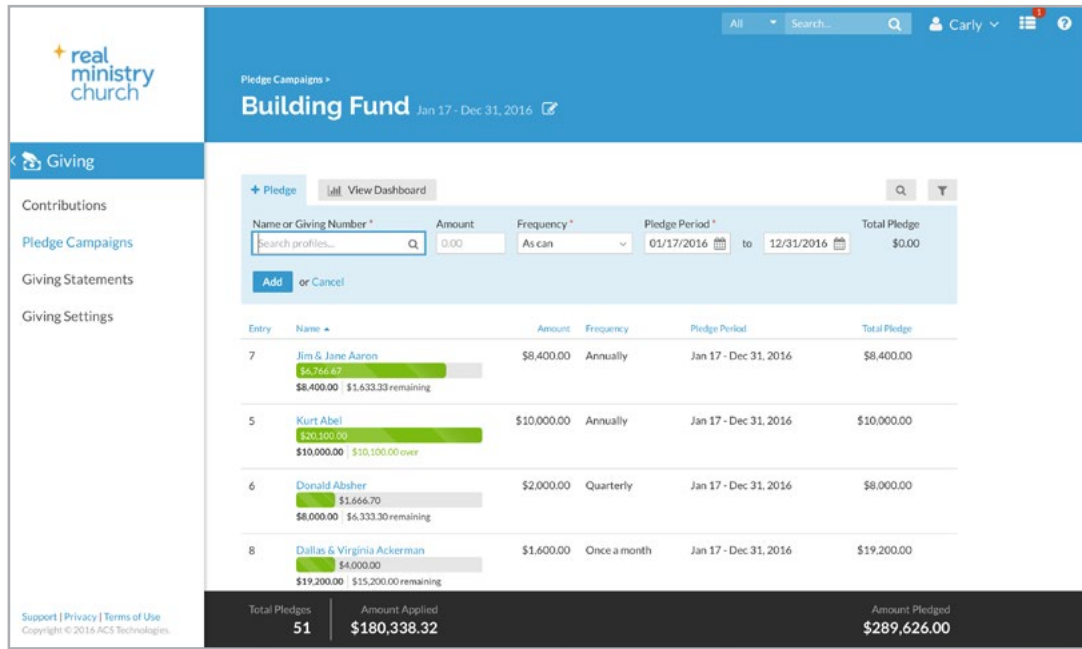 All Search... Carly 1
real
ministry
church
Pledge Campaigns >
Building Fund Jan 17 - Dec 31, 2016
Giving
Contributions
Pledge Campaigns
Giving Statements
Giving Settings
+ Pledge View Dashboard
Name or Giving Number * Amount Frequency * Pledge Period * Total Pledge
Search profiles... 0.00 As can 01/17/2016 to 12/31/2016 $0.00
Add or Cancel
Entry Name Amount Frequency Pledge Period Total Pledge
7 Jim & Jane Aaron $8,400.00 Annually Jan 17 - Dec 31, 2016 $8,400.00
$6,766.67
$8,400.00 $1,633.33 remaining
5 Kurt Abel $10,000.00 Annually Jan 17 - Dec 31, 2016 $10,000.00
$20,100.00
$10,000.00 $10,100.00 over
6 Donald Absher $2,000.00 Quarterly Jan 17 - Dec 31, 2016 $8,000.00
$1,666.70
$8,000.00 $6,333.30 remaining
8 Dallas & Virginia Ackerman $1,600.00 Once a month Jan 17 - Dec 31, 2016 $19,200.00
$4,000.00
$19,200.00 $15,200.00 remaining
Total Pledges Amount Applied Amount Pledged
51 $180,338.32 $289,626.00
Support | Privacy | Terms of Use
Copyright © 2016 ACS Technologies.